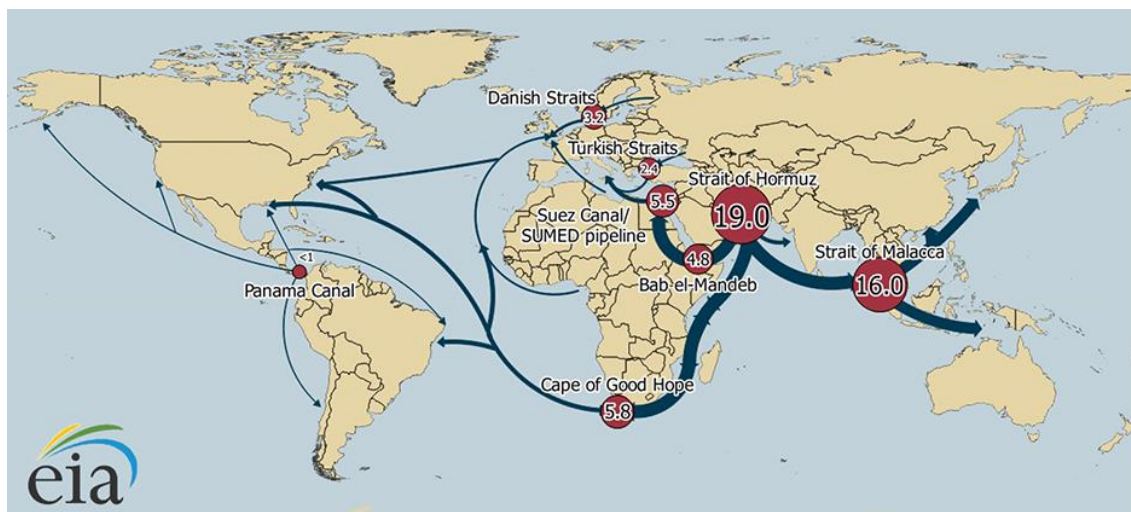 Danish Straits
3.2
Turkish Straits
2.4
Strait of Hormuz
19.0
5.5
Suez Canal/
SUMED pipeline
4.8
Bab el-Mandeb
Strait of Malacca
16.0
<1
Panama Canal
Cape of Good Hope
5.8
eia